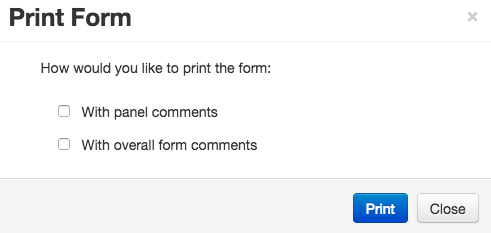 Print Form ×
How would you like to print the form:
With panel comments
With overall form comments
Print Close